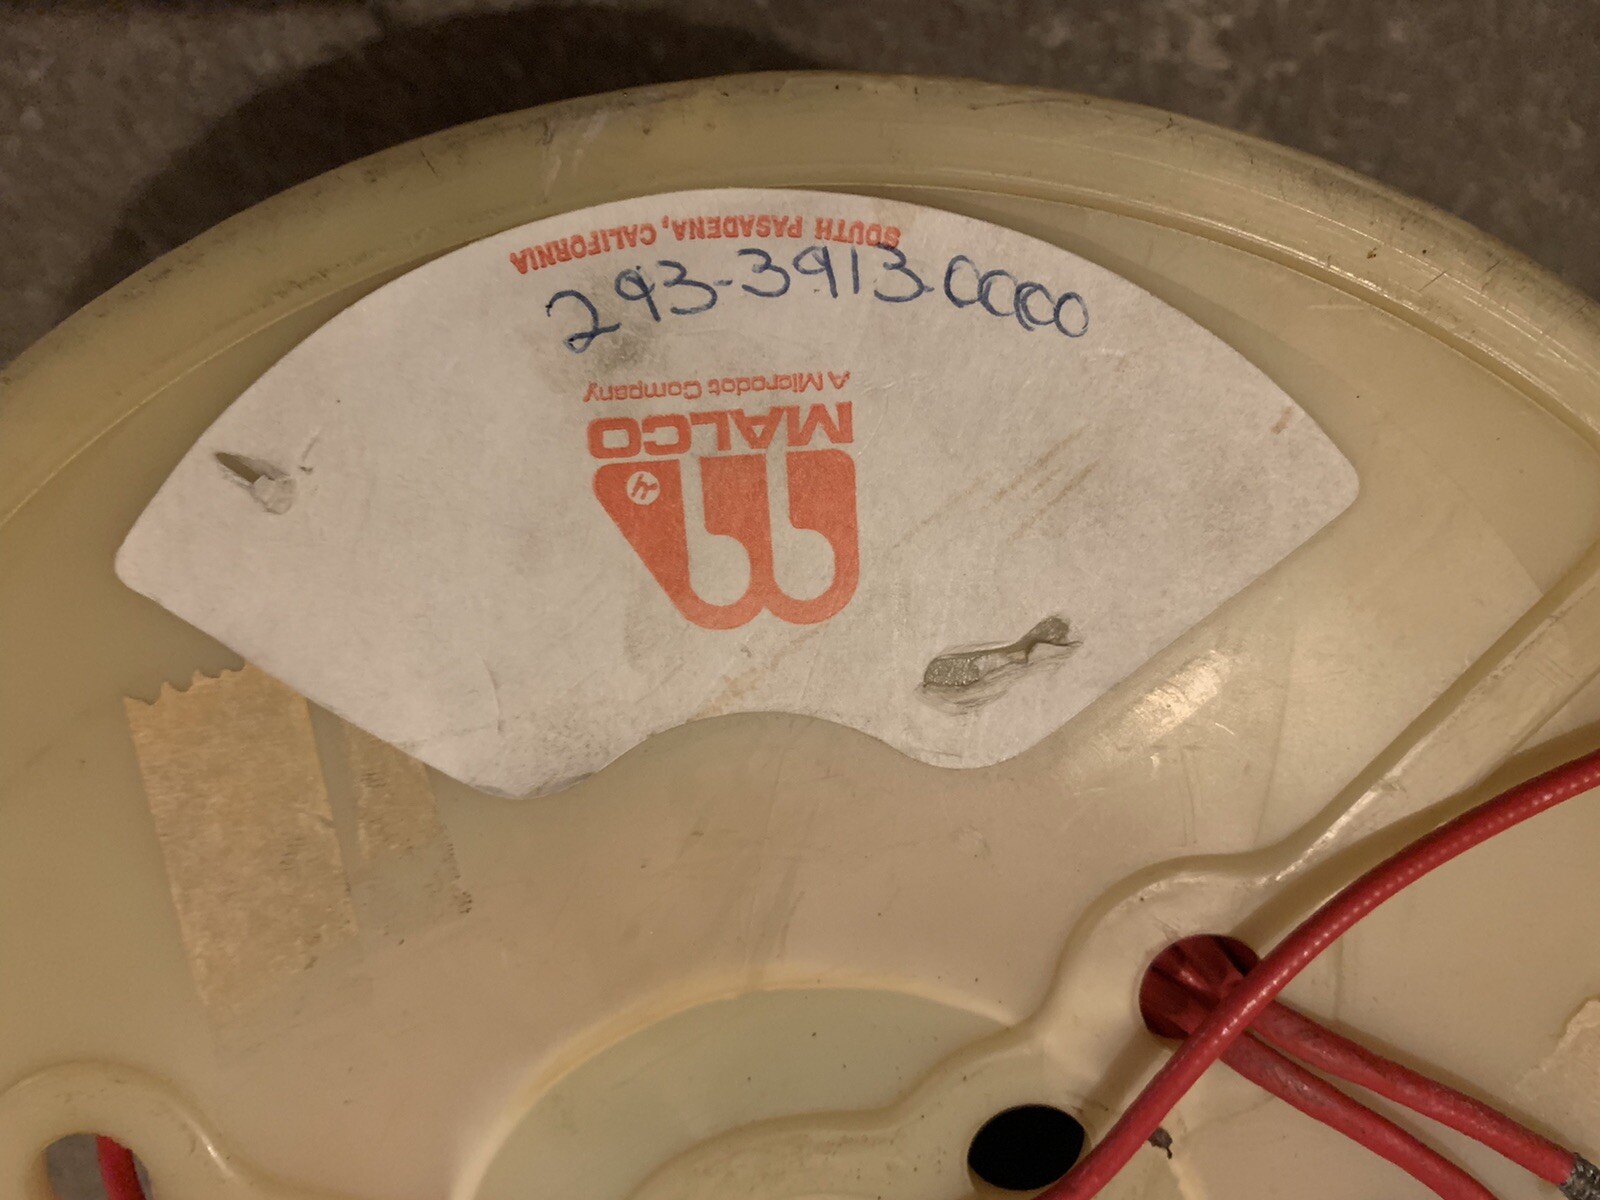 293-3913-0000
MALCO
A Microdot Company
SOUTH PASADENA, CALIFORNIA